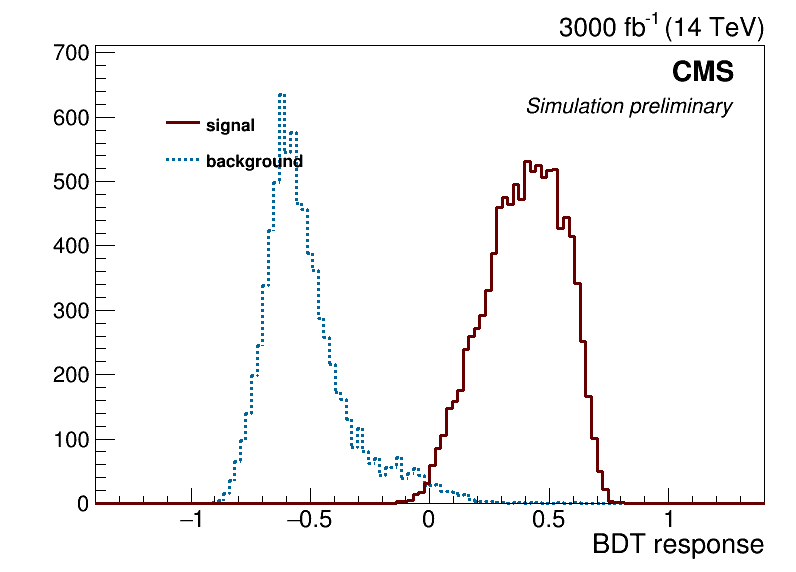 3000 fb-1 (14 TeV)
CMS
Simulation preliminary
signal
background
700
600
500
400
300
200
100
0
−1
−0.5
0
0.5
1
BDT response